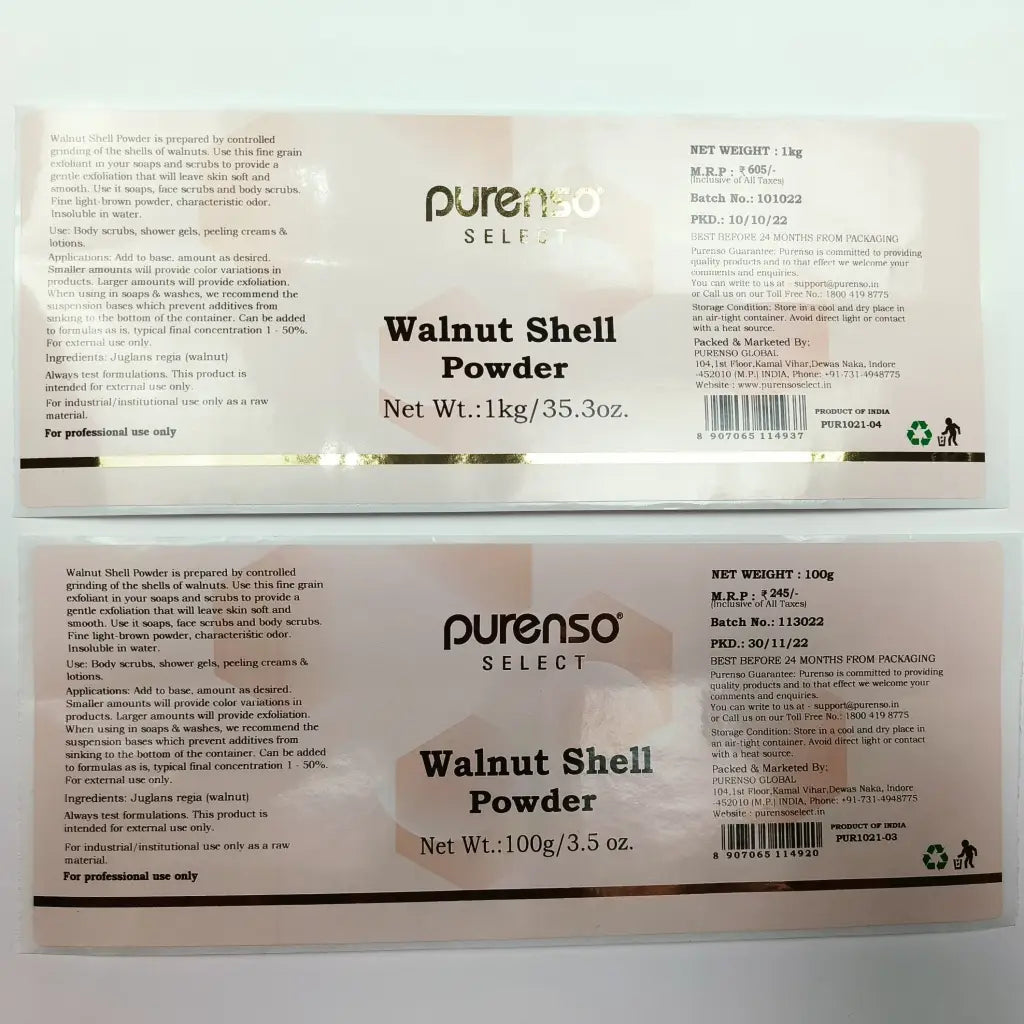 Walnut Shell Powder is prepared by controlled
grinding of the shells of walnuts. Use this fine grain
exfoliant in your soaps and scrubs to provide a
gentle exfoliation that will leave skin soft and
smooth. Use it soaps, face scrubs and body scrubs.
Fine light-brown powder, characteristic odor.
Insoluble in water.
Use: Body scrubs, shower gels, peeling creams &
lotions.
Applications: Add to base, amount as desired.
Smaller amounts will provide color variations in
products. Larger amounts will provide exfoliation.
When using in soaps & washes, we recommend the
suspension bases which prevent additives from
sinking to the bottom of the container. Can be added
to formulas as is, typical final concentration 1 - 50%.
For external use only.
Ingredients: Juglans regia (walnut)
Always test formulations. This product is
intended for external use only.
For industrial/institutional use only as a raw
material.
For professional use only
purenso®
SELECT
Walnut Shell
Powder
Net Wt.:1kg/35.3oz.
NET WEIGHT : 1kg
M.R.P : ₹ 605/-
(Inclusive of All Taxes)
Batch No.: 101022
PKD.: 10/10/22
BEST BEFORE 24 MONTHS FROM PACKAGING
Purenso Guarantee: Purenso is committed to providing
quality products and to that effect we welcome your
comments and enquiries.
You can write to us at - support@purenso.in
or Call us on our Toll Free No.: 1800 419 8775
Storage Condition: Store in a cool and dry place in
an air-tight container. Avoid direct light or contact
with a heat source.
Packed & Marketed By;
PURENSO GLOBAL
104,1st Floor,Kamal Vihar,Dewas Naka, Indore
-452010 (M.P.) INDIA, Phone: +91-731-4948775
Website : www.purensoselect.in
8 907065 114937
PRODUCT OF INDIA
PUR1021-04
Walnut Shell Powder is prepared by controlled
grinding of the shells of walnuts. Use this fine grain
exfoliant in your soaps and scrubs to provide a
gentle exfoliation that will leave skin soft and
smooth. Use it soaps, face scrubs and body scrubs.
Fine light-brown powder, characteristic odor.
Insoluble in water.
Use: Body scrubs, shower gels, peeling creams &
lotions.
Applications: Add to base, amount as desired.
Smaller amounts will provide color variations in
products. Larger amounts will provide exfoliation.
When using in soaps & washes, we recommend the
suspension bases which prevent additives from
sinking to the bottom of the container. Can be added
to formulas as is, typical final concentration 1 - 50%.
For external use only.
Ingredients: Juglans regia (walnut)
Always test formulations. This product is
intended for external use only.
For industrial/institutional use only as a raw
material.
For professional use only
purenso®
SELECT
Walnut Shell
Powder
Net Wt.:100g/3.5 oz.
NET WEIGHT : 100g
M.R.P : ₹ 245/-
(Inclusive of All Taxes)
Batch No.: 113022
PKD.: 30/11/22
BEST BEFORE 24 MONTHS FROM PACKAGING
Purenso Guarantee: Purenso is committed to providing
quality products and to that effect we welcome your
comments and enquiries.
You can write to us at - support@purenso.in
or Call us on our Toll Free No.: 1800 419 8775
Storage Condition: Store in a cool and dry place in
an air-tight container. Avoid direct light or contact
with a heat source.
Packed & Marketed By;
PURENSO GLOBAL
104,1st Floor,Kamal Vihar,Dewas Naka, Indore
-452010 (M.P.) INDIA, Phone: +91-731-4948775
Website : purensoselect.in
8 907065 114920
PRODUCT OF INDIA
PUR1021-03